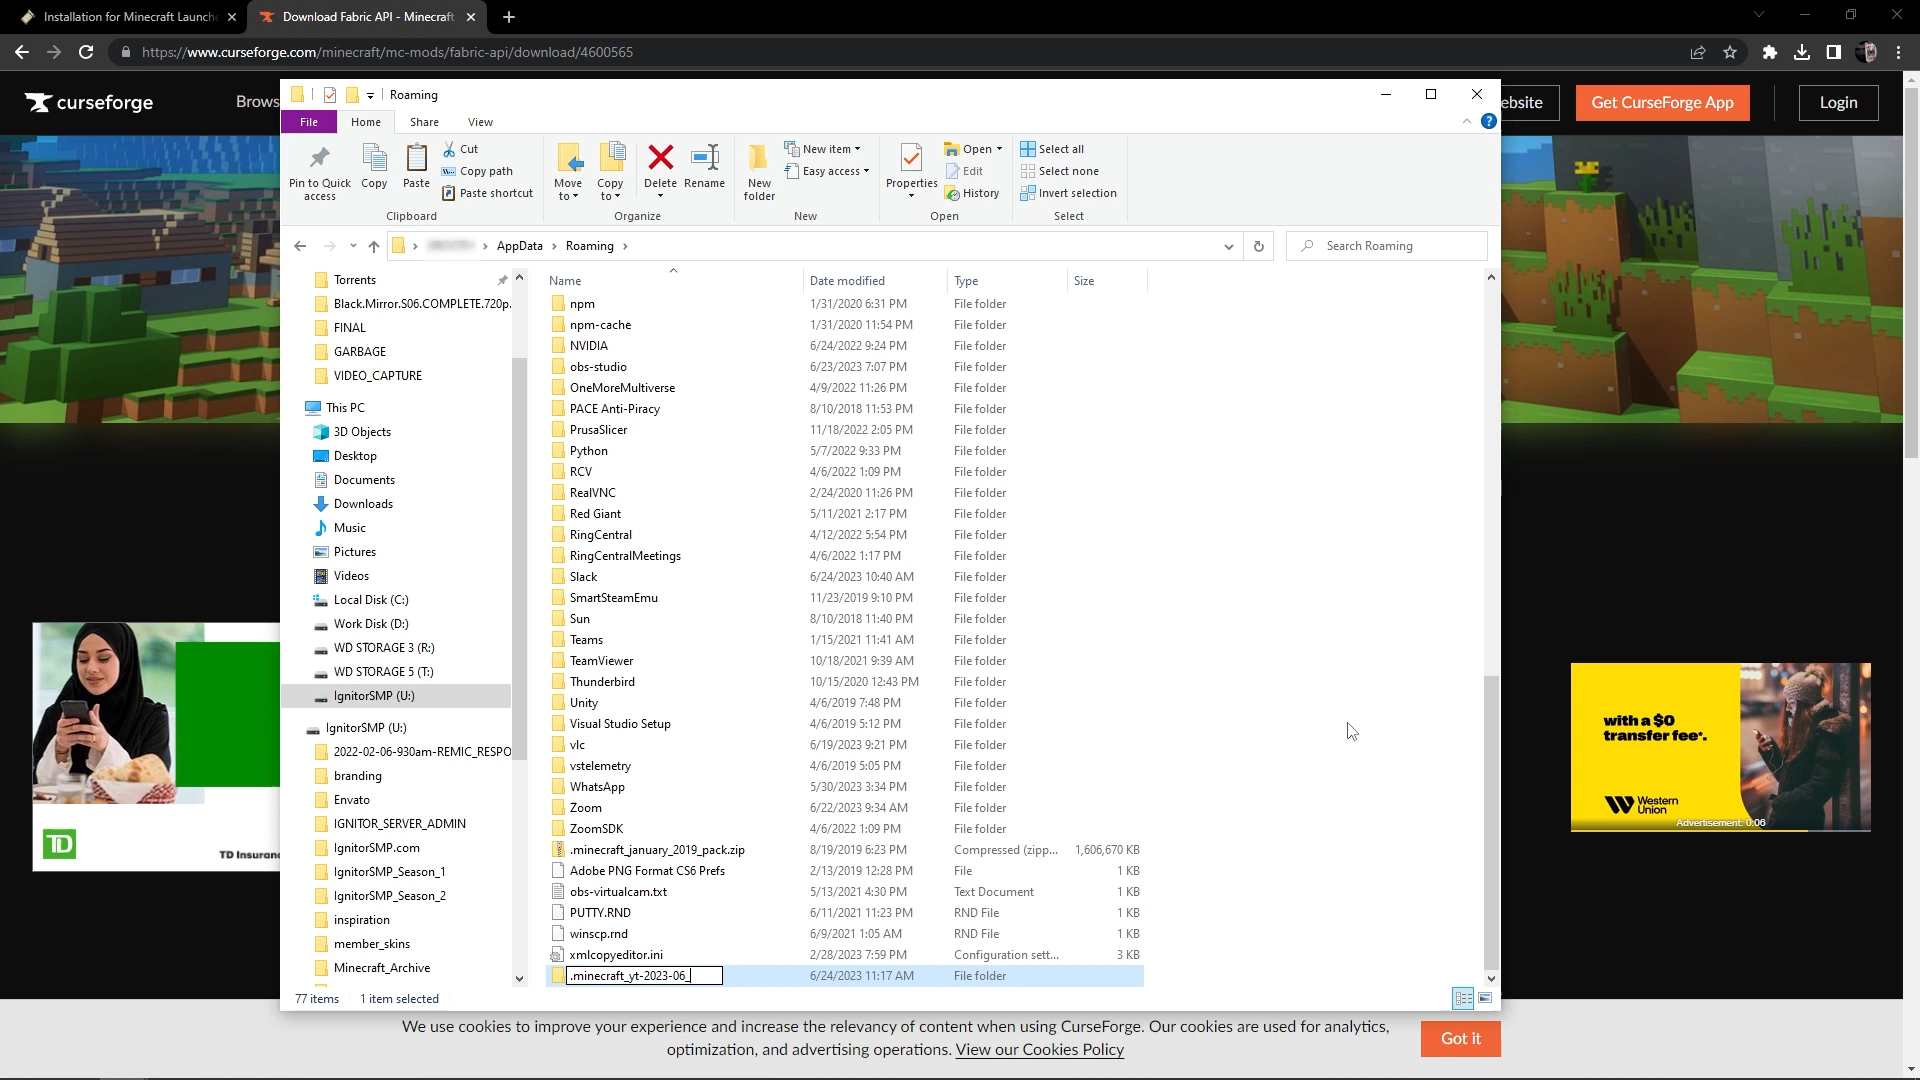 Installation for Minecraft Launche
Download Fabric API - Minecraft
https://www.curseforge.com/minecraft/mc-mods/fabric-api/download/4600565
curseforge
Brows
ebsite
Get CurseForge App
Login
Roaming
File
Home
Share
View
Pin to Quick access
Copy
Paste
Cut
Copy path
Paste shortcut
Move to
Copy to
Delete
Rename
New folder
New item
Easy access
Properties
Open
Edit
History
Select all
Select none
Invert selection
Clipboard
Organize
New
Open
Select
AppData > Roaming >
Search Roaming
Name
Date modified
Type
Size
Torrents
Black.Mirror.S06.COMPLETE.720p.
FINAL
GARBAGE
VIDEO_CAPTURE
This PC
3D Objects
Desktop
Documents
Downloads
Music
Pictures
Videos
Local Disk (C:)
Work Disk (D:)
WD STORAGE 3 (R:)
WD STORAGE 5 (T:)
IgnitorSMP (U:)
IgnitorSMP (U:)
2022-02-06-930am-REMIC_RESPO
branding
Envato
IGNITOR_SERVER_ADMIN
IgnitorSMP.com
IgnitorSMP_Season_1
IgnitorSMP_Season_2
inspiration
member_skins
Minecraft_Archive
npm 1/31/2020 6:31 PM File folder
npm-cache 1/31/2020 11:54 PM File folder
NVIDIA 6/24/2022 9:24 PM File folder
obs-studio 6/23/2023 7:07 PM File folder
OneMoreMultiverse 4/9/2022 11:26 PM File folder
PACE Anti-Piracy 8/10/2018 11:53 PM File folder
PrusaSlicer 11/18/2022 2:05 PM File folder
Python 5/7/2022 9:33 PM File folder
RCV 4/6/2022 1:09 PM File folder
RealVNC 2/24/2020 11:26 PM File folder
Red Giant 5/11/2021 2:17 PM File folder
RingCentral 4/12/2022 5:54 PM File folder
RingCentralMeetings 4/6/2022 1:17 PM File folder
Slack 6/24/2023 10:40 AM File folder
SmartSteamEmu 11/23/2019 9:10 PM File folder
Sun 8/10/2018 11:40 PM File folder
Teams 1/15/2021 11:41 AM File folder
TeamViewer 10/18/2021 9:39 AM File folder
Thunderbird 10/15/2020 12:43 PM File folder
Unity 4/6/2019 7:48 PM File folder
Visual Studio Setup 4/6/2019 5:12 PM File folder
vlc 6/19/2023 9:21 PM File folder
vstelemetry 4/6/2019 5:05 PM File folder
WhatsApp 5/30/2023 3:34 PM File folder
Zoom 6/22/2023 9:34 AM File folder
ZoomSDK 4/6/2022 1:09 PM File folder
.minecraft_january_2019_pack.zip 8/19/2019 6:23 PM Compressed (zipp... 1,606,670 KB
Adobe PNG Format CS6 Prefs 2/13/2019 12:28 PM File 1 KB
obs-virtualcam.txt 5/13/2021 4:30 PM Text Document 1 KB
PUTTY.RND 6/11/2021 11:23 PM RND File 1 KB
winscp.rnd 6/9/2021 1:05 AM RND File 1 KB
xmlcopyeditor.ini 2/28/2023 7:59 PM Configuration sett... 3 KB
.minecraft_yt-2023-06_ 6/24/2023 11:17 AM File folder
77 items
1 item selected
TD
TD Insuran
with a $0
transfer fee*.
Western
Union
Advertisement: 0:06
We use cookies to improve your experience and increase the relevancy of content when using CurseForge. Our cookies are used for analytics,
optimization, and advertising operations. View our Cookies Policy
Got it